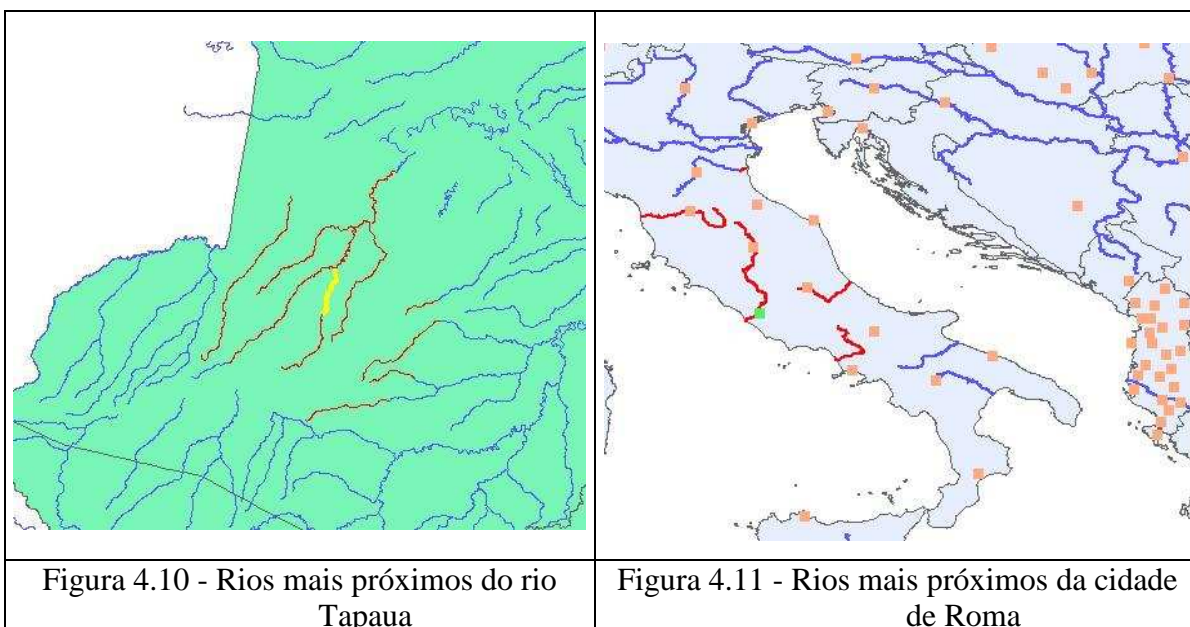 Figura 4.10 - Rios mais próximos do rio
Tapaua
Figura 4.11 - Rios mais próximos da cidade
de Roma